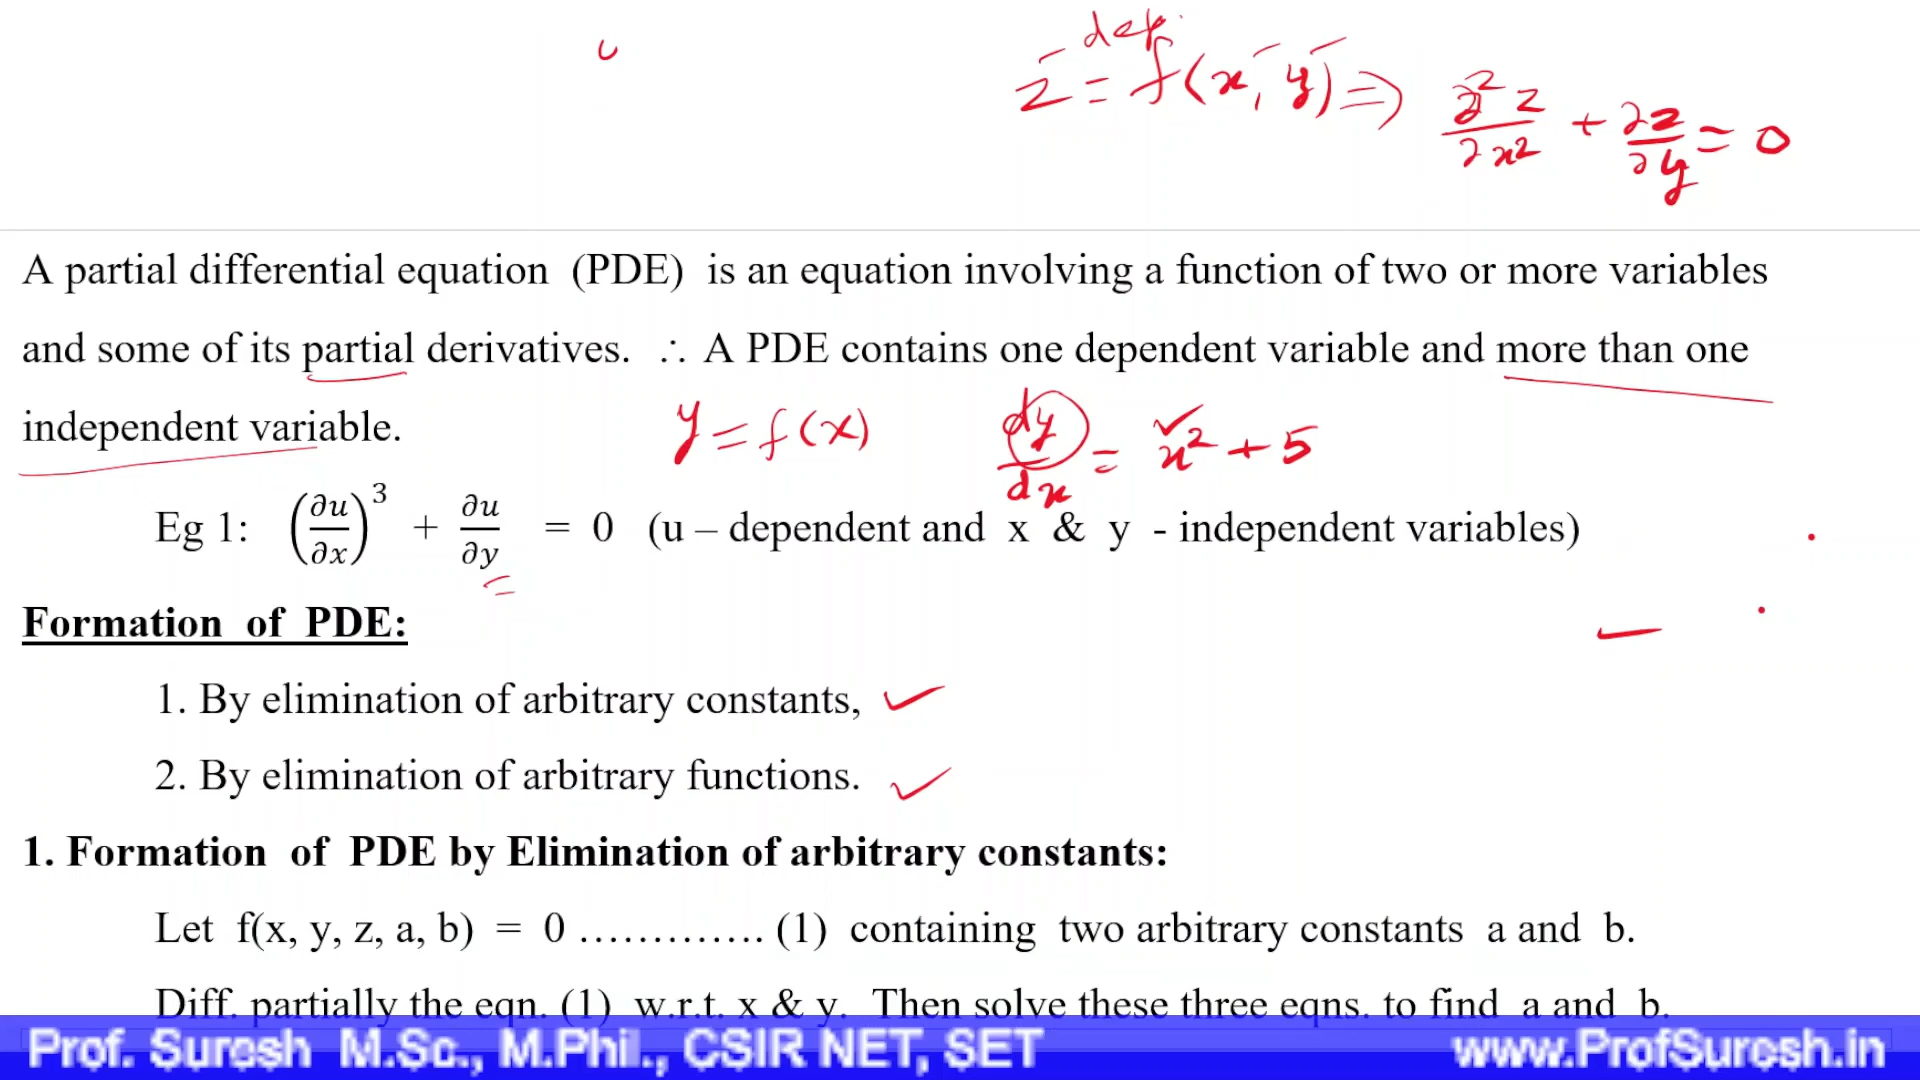 u
dep.
z = f(x, y) ⇒ ∂²z/∂x² + ∂z/∂y = 0
A partial differential equation (PDE) is an equation involving a function of two or more variables
and some of its partial derivatives. ∴ A PDE contains one dependent variable and more than one
independent variable.
y = f(x) dy/dx = x² + 5
Eg 1: (∂u/∂x)³ + ∂u/∂y = 0 (u – dependent and x & y - independent variables)
Formation of PDE:
1. By elimination of arbitrary constants,
2. By elimination of arbitrary functions.
1. Formation of PDE by Elimination of arbitrary constants:
Let f(x, y, z, a, b) = 0 …………. (1) containing two arbitrary constants a and b.
Diff. partially the eqn. (1) w.r.t. x & y. Then solve these three eqns. to find a and b.
Prof. Suresh M.Sc., M.Phil., CSIR NET, SET www.ProfSuresh.in